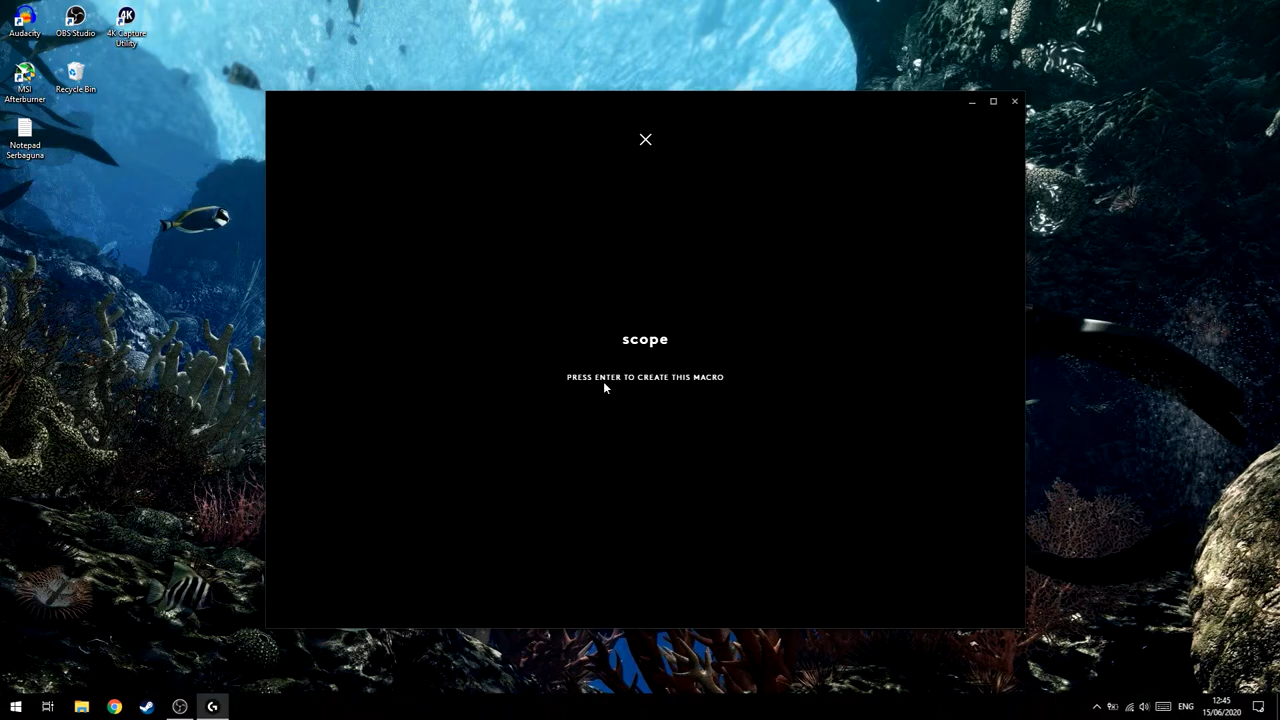 Audacity
OBS Studio
4K Capture
Utility
MSI
Afterburner
Recycle Bin
Notepad
Serbaguna
scope
PRESS ENTER TO CREATE THIS MACRO
ENG
12:45
15/06/2020